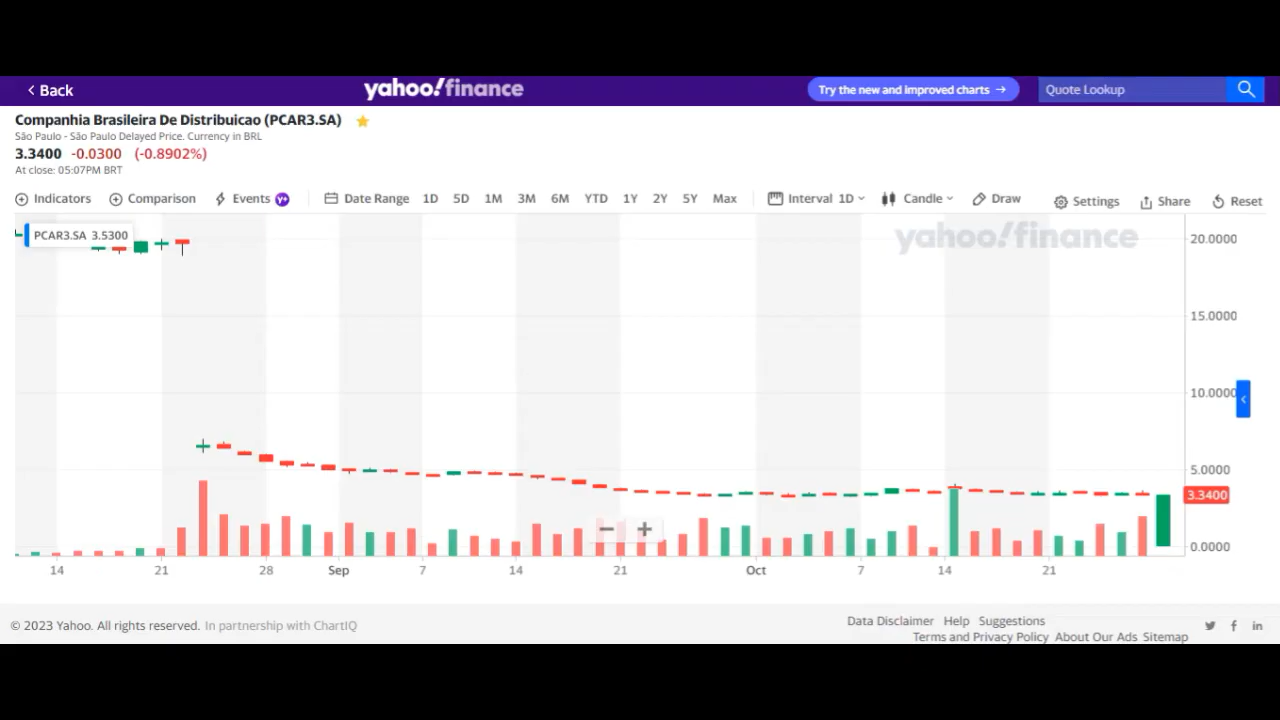 Back
yahoo!finance
Try the new and improved charts →
Quote Lookup
Companhia Brasileira De Distribuicao (PCAR3.SA)
São Paulo - São Paulo Delayed Price. Currency in BRL
3.3400 -0.0300 (-0.8902%)
At close: 05:07PM BRT
Indicators Comparison Events Y+ Date Range 1D 5D 1M 3M 6M YTD 1Y 2Y 5Y Max Interval 1D Candle Draw Settings Share Reset
PCAR3.SA 3.5300
yahoo!finance
20.0000
15.0000
10.0000
5.0000
3.3400
0.0000
14 21 28 Sep 7 14 21 Oct 7 14 21
© 2023 Yahoo. All rights reserved. In partnership with ChartIQ
Data Disclaimer Help Suggestions
Terms and Privacy Policy About Our Ads Sitemap